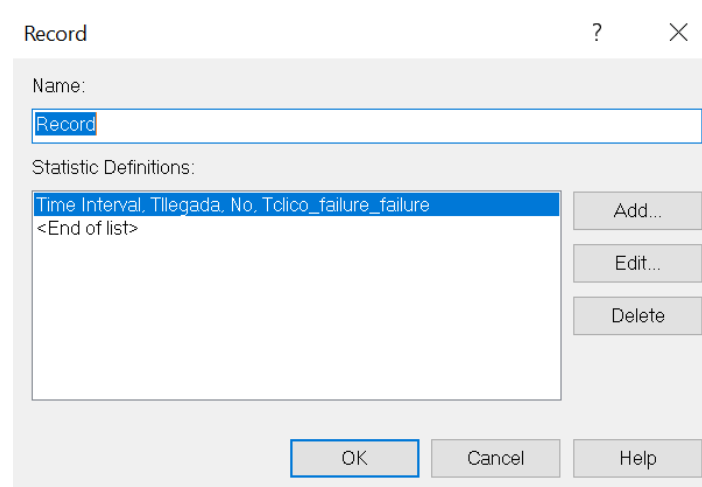 Record ?
Name:
Record
Statistic Definitions:
Time Interval, Tllegada, No, Tclico_failure_failure
<End of list>
Add...
Edit...
Delete
OK Cancel Help